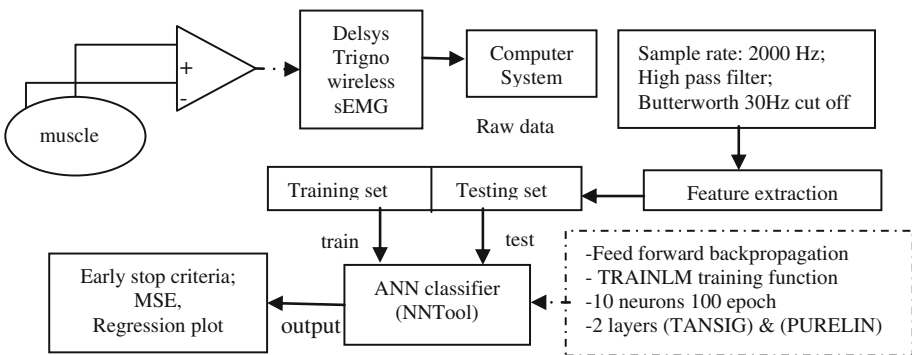 Delsys
Trigno
wireless
sEMG
Computer
System
Sample rate: 2000 Hz;
High pass filter;
Butterworth 30Hz cut off
+
-
muscle
Raw data
Training set
Testing set
Feature extraction
train
test
-Feed forward backpropagation
- TRAINLM training function
-10 neurons 100 epoch
-2 layers (TANSIG) & (PURELIN)
Early stop criteria;
MSE,
Regression plot
output
ANN classifier
(NNTool)